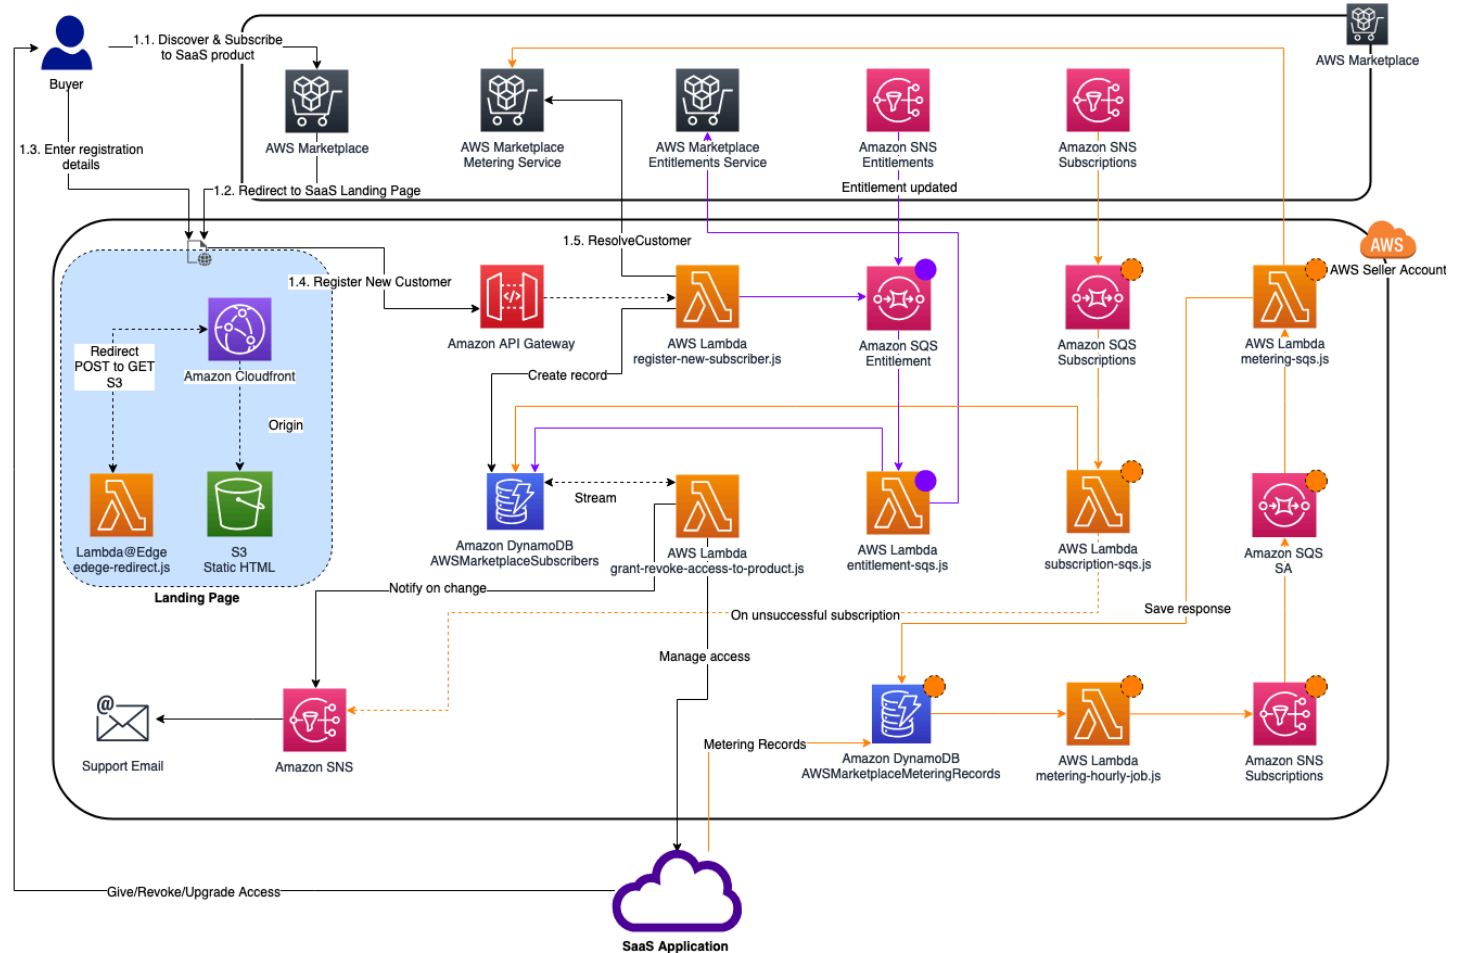 1.1. Discover & Subscribe
to SaaS product
Buyer
AWS Marketplace
AWS Marketplace
AWS Marketplace
Metering Service
AWS Marketplace
Entitlements Service
Amazon SNS
Entitlements
Amazon SNS
Subscriptions
1.3. Enter registration
details
1.2. Redirect to SaaS Landing Page
Entitlement updated
1.5. ResolveCustomer
AWS
AWS Seller Account
1.4. Register New Customer
Amazon API Gateway
AWS Lambda
register-new-subscriber.js
Amazon SQS
Entitlement
Amazon SQS
Subscriptions
AWS Lambda
metering-sqs.js
Redirect
POST to GET
S3
Amazon Cloudfront
Create record
Origin
Stream
Lambda@Edge
edege-redirect.js
S3
Static HTML
Landing Page
Amazon DynamoDB
AWSMarketplaceSubscribers
AWS Lambda
grant-revoke-access-to-product.js
AWS Lambda
entitlement-sqs.js
AWS Lambda
subscription-sqs.js
Amazon SQS
SA
Notify on change
On unsuccessful subscription
Save response
Manage access
@
Support Email
Amazon SNS
Metering Records
Amazon DynamoDB
AWSMarketplaceMeteringRecords
AWS Lambda
metering-hourly-job.js
Amazon SNS
Subscriptions
Give/Revoke/Upgrade Access
SaaS Application